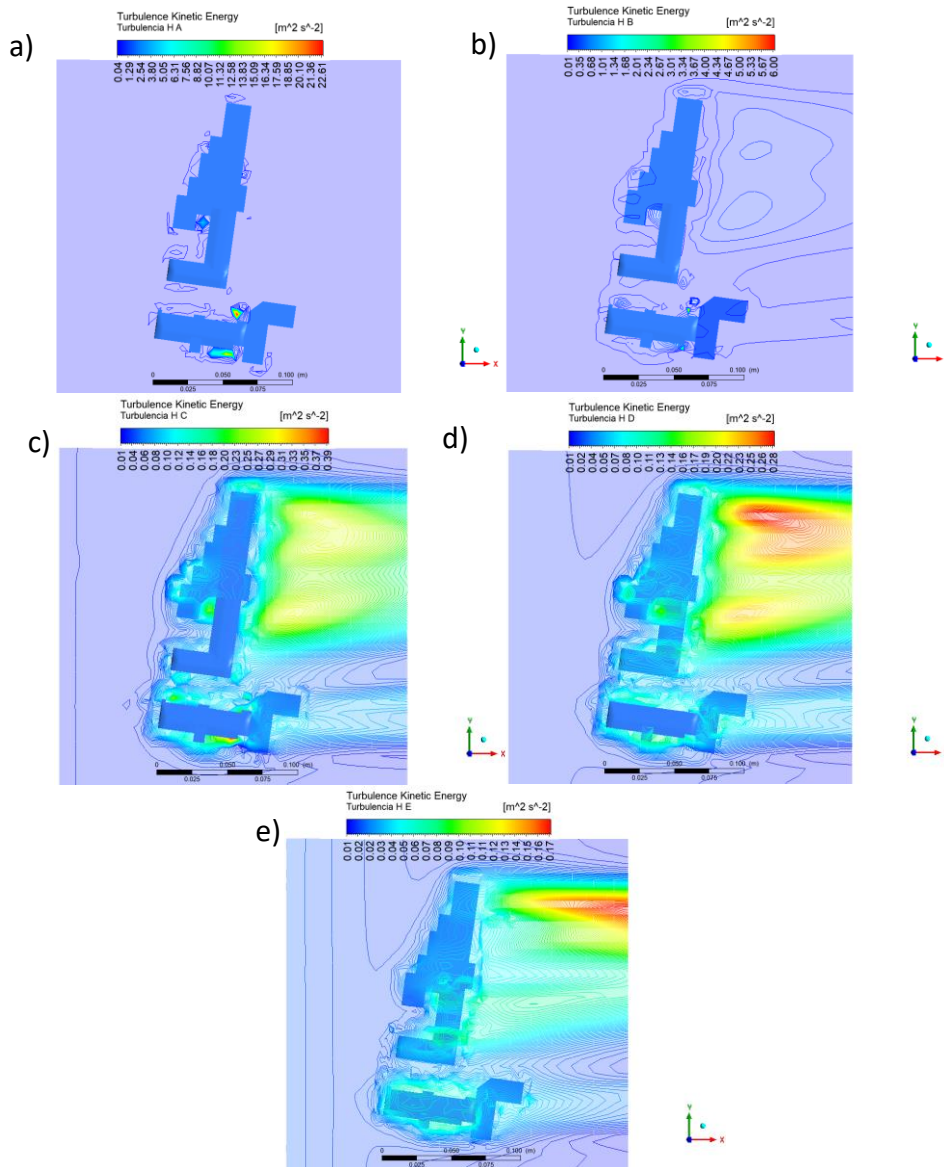 a)
Turbulence Kinetic Energy
Turbulencia H A [m^2 s^-2]
0.04 1.29 2.54 3.80 5.05 6.31 7.56 8.82 10.07 11.32 12.58 13.83 15.09 16.34 17.59 18.85 20.10 21.36 22.61
0 0.050 0.100 (m)
0.025 0.075
Y
X
b)
Turbulence Kinetic Energy
Turbulencia H B [m^2 s^-2]
0.01 0.35 0.68 1.01 1.34 1.68 2.01 2.34 2.67 3.01 3.34 3.67 4.00 4.34 4.67 5.00 5.33 5.67 6.00
0 0.050 0.100 (m)
0.025 0.075
Y
c)
Turbulence Kinetic Energy
Turbulencia H C [m^2 s^-2]
0.01 0.04 0.06 0.08 0.10 0.12 0.14 0.16 0.18 0.20 0.23 0.25 0.27 0.29 0.31 0.33 0.35 0.37 0.39
0 0.050 0.100 (m)
0.025 0.075
Y
X
d)
Turbulence Kinetic Energy
Turbulencia H D [m^2 s^-2]
0.01 0.02 0.04 0.05 0.07 0.08 0.10 0.11 0.13 0.14 0.16 0.17 0.19 0.20 0.22 0.23 0.25 0.26 0.28
0 0.050 0.100 (m)
0.025 0.075
Y
e)
Turbulence Kinetic Energy
Turbulencia H E [m^2 s^-2]
0.01 0.02 0.02 0.03 0.04 0.05 0.06 0.07 0.08 0.09 0.10 0.11 0.11 0.12 0.13 0.14 0.15 0.16 0.17
0 0.050 0.100 (m)
0.025 0.075
Y
X